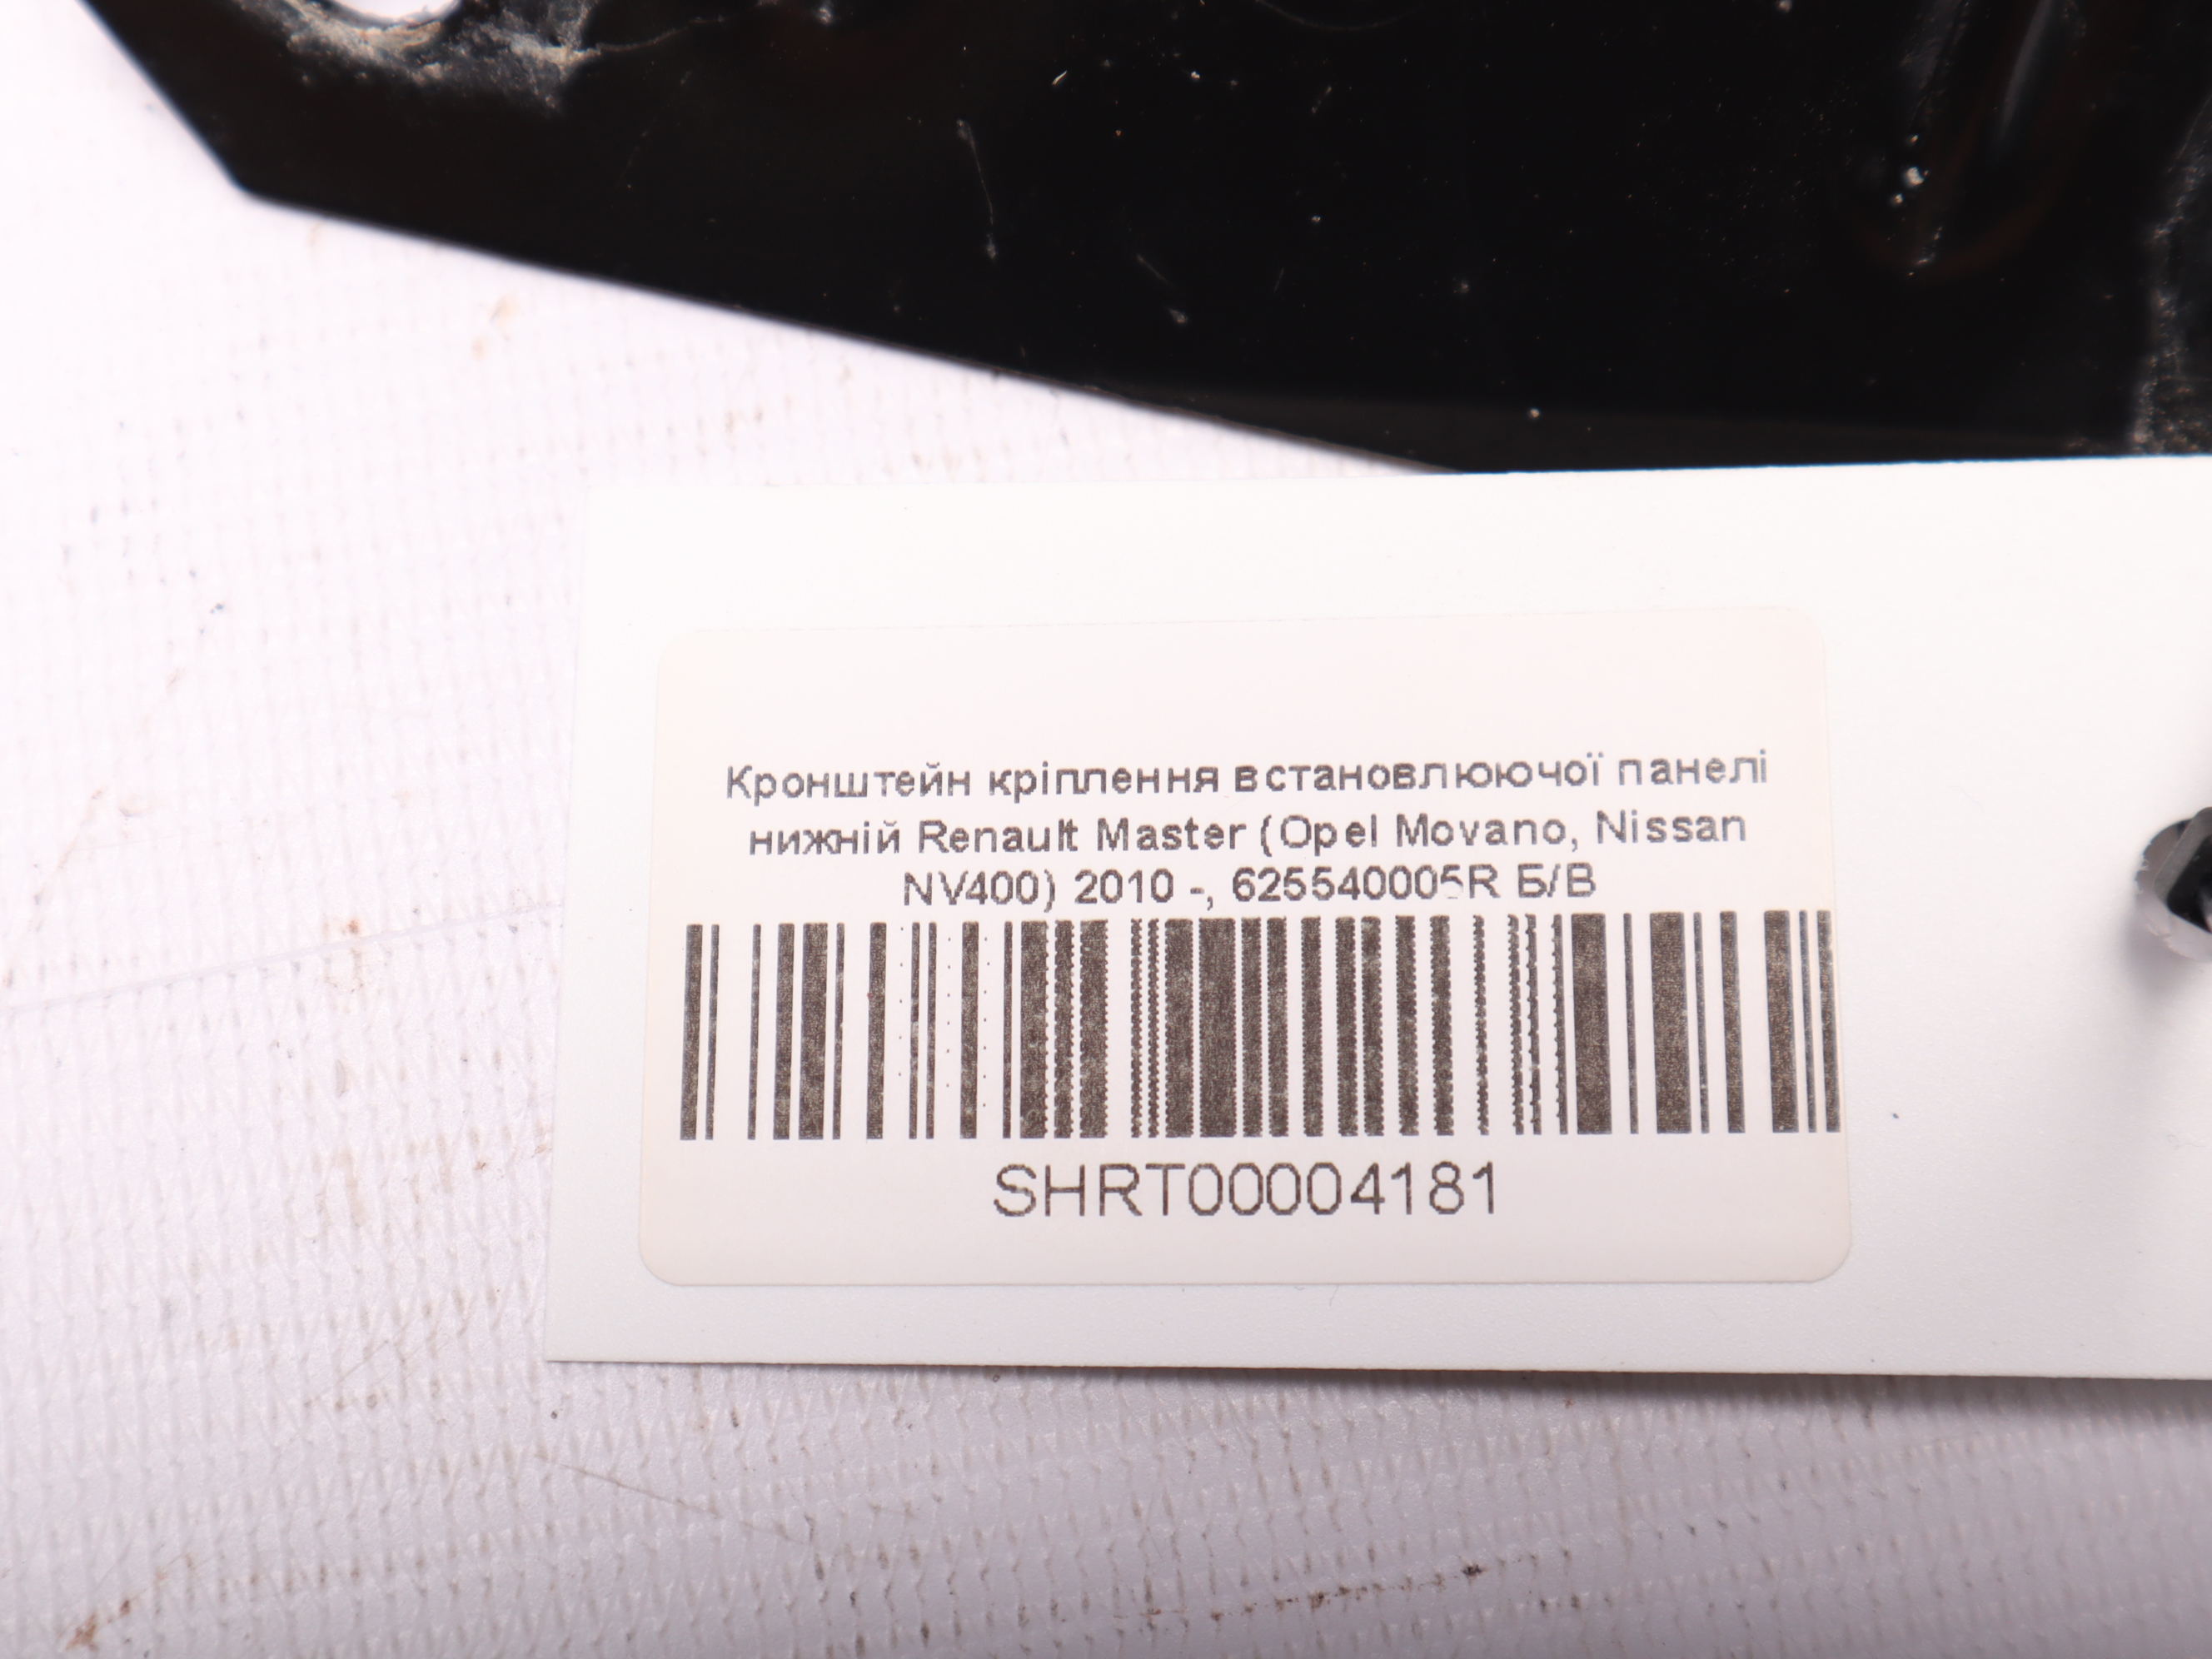 Кронштейн кріплення встановлюючої панелі
нижній Renault Master (Opel Movano, Nissan
NV400) 2010 -, 625540005R Б/В
SHRT00004181